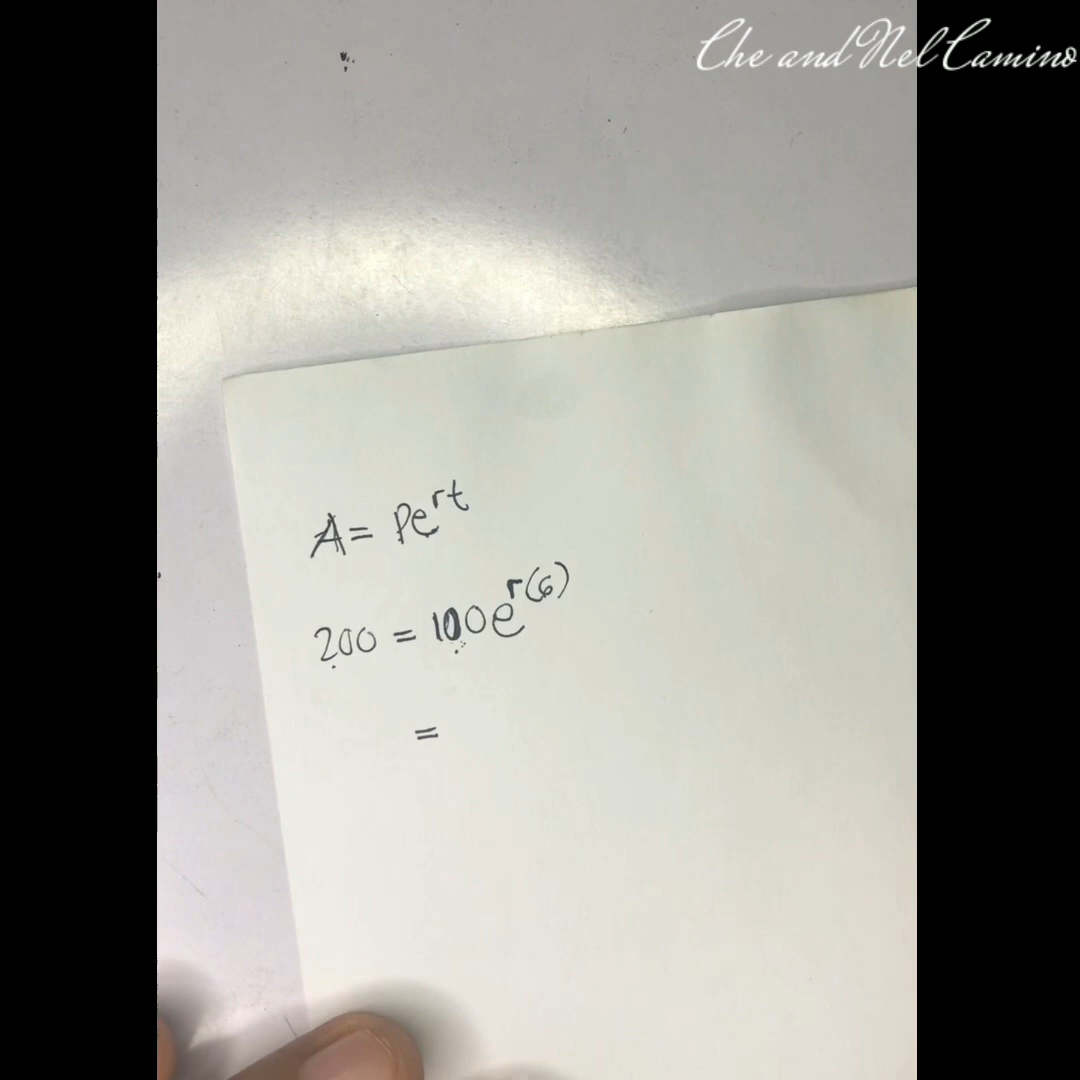 Che and Nel Camino
A = Pe^rt
200 = 100e^r(6)
=